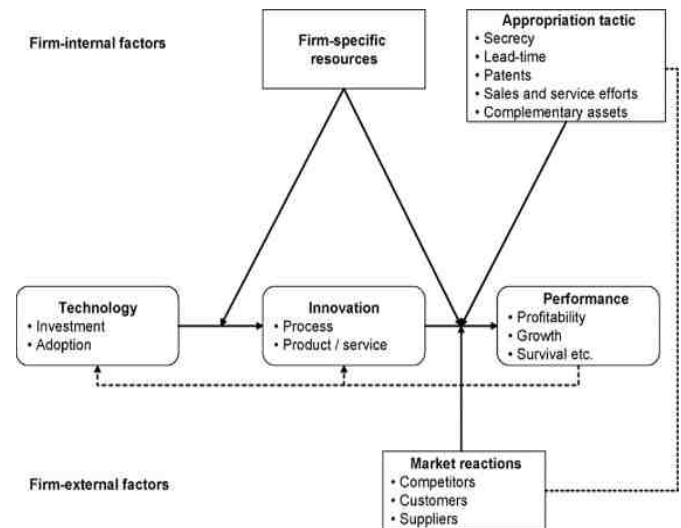 Firm-internal factors
Firm-specific
resources
Appropriation tactic
• Secrecy
• Lead-time
• Patents
• Sales and service efforts
• Complementary assets
Technology
• Investment
• Adoption
Innovation
• Process
• Product / service
Performance
• Profitability
• Growth
• Survival etc.
Firm-external factors
Market reactions
• Competitors
• Customers
• Suppliers